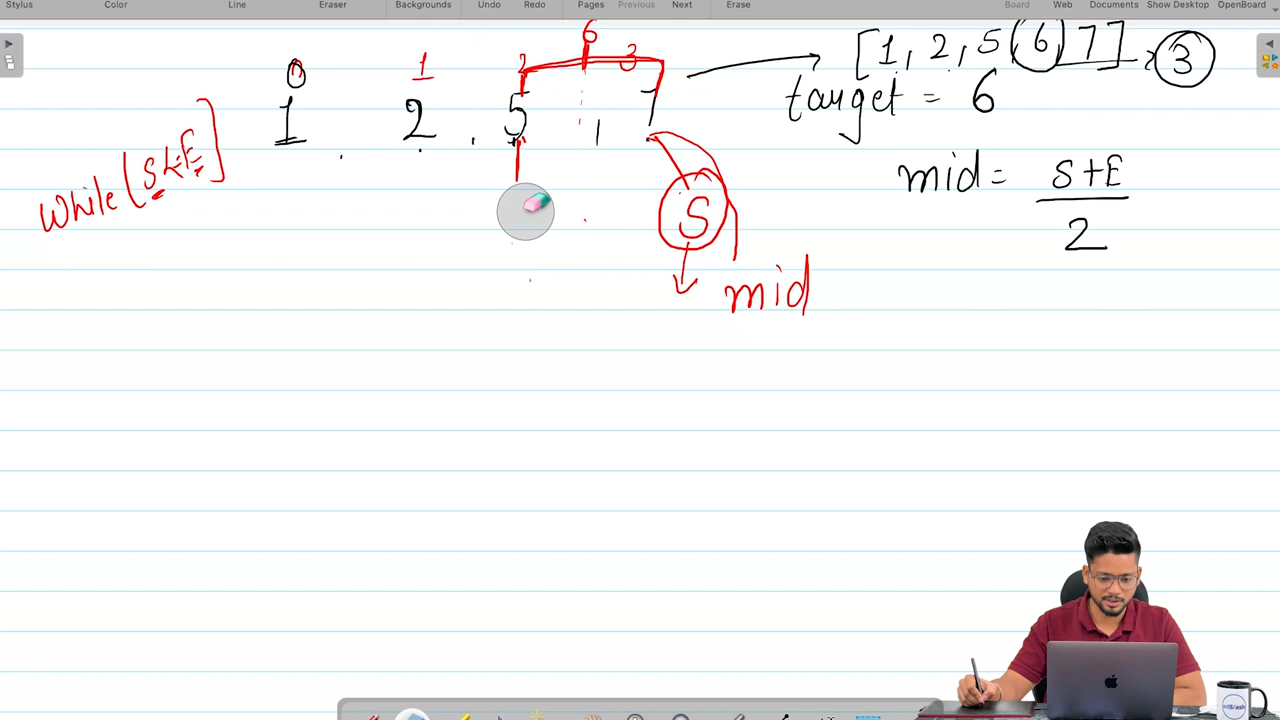 Stylus Color Line Eraser Backgrounds Undo Redo Pages Previous Next Erase Board Web Documents Show Desktop OpenBoard
6
0 1 2 3
1 2 5 7
[1, 2, 5, 6, 7] 3
target = 6
while(S<=E)
mid = S+E
2
S
mid